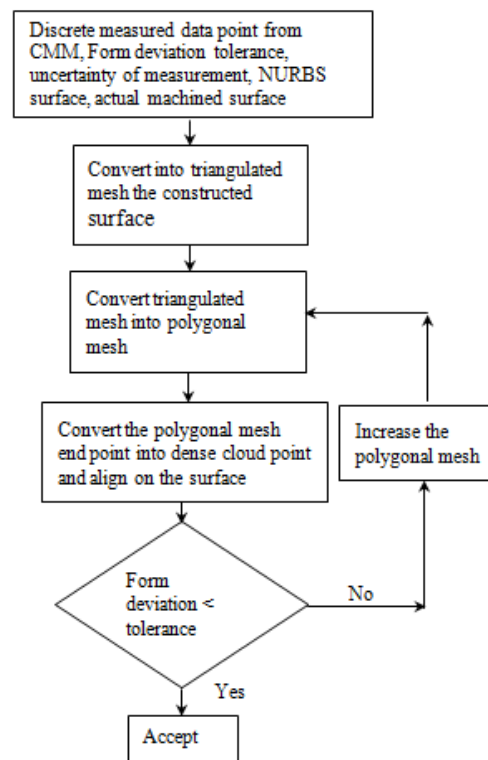 Discrete measured data point from
CMM, Form deviation tolerance,
uncertainty of measurement, NURBS
surface, actual machined surface
Convert into triangulated
mesh the constructed
surface
Convert triangulated
mesh into polygonal
mesh
Convert the polygonal mesh
end point into dense cloud point
and align on the surface
Increase the
polygonal mesh
Form
deviation <
tolerance
No
Yes
Accept